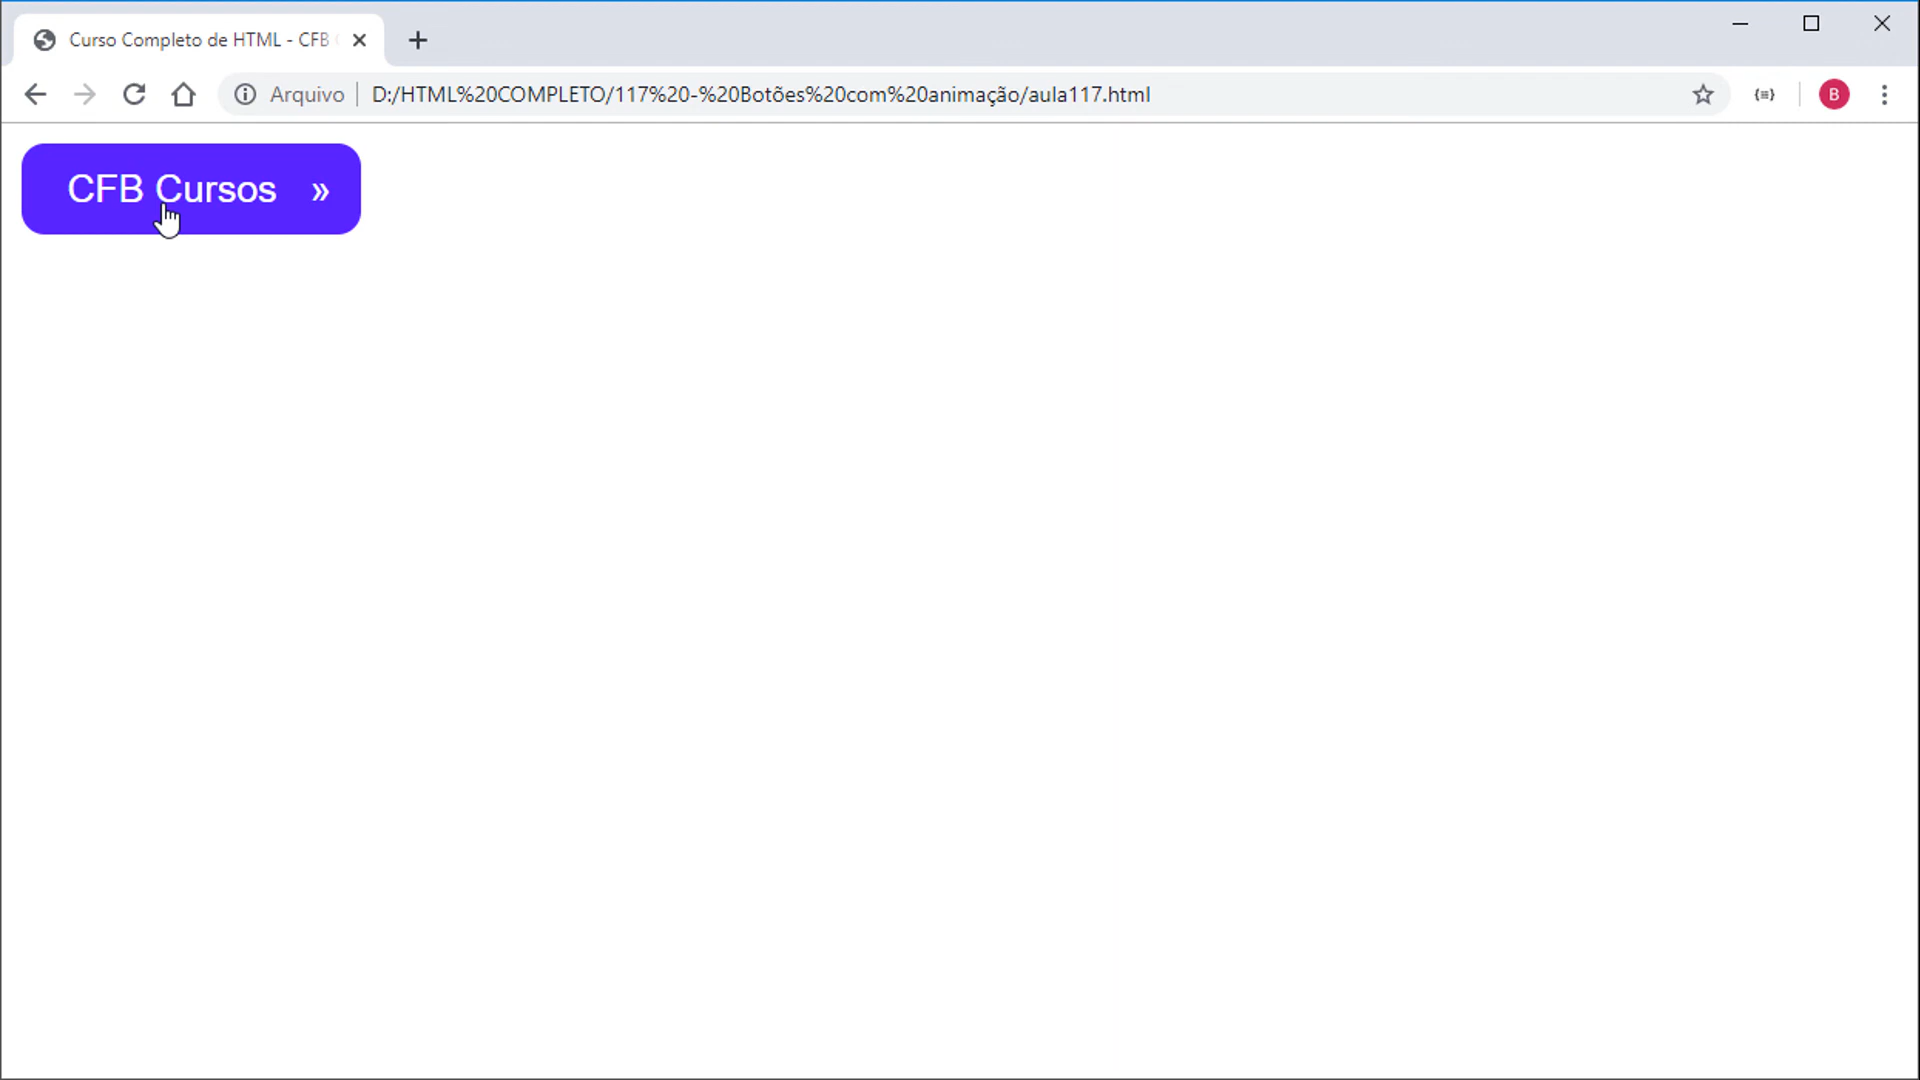 Curso Completo de HTML - CFB
Arquivo D:/HTML%20COMPLETO/117%20-%20Botões%20com%20animação/aula117.html
B
CFB Cursos »